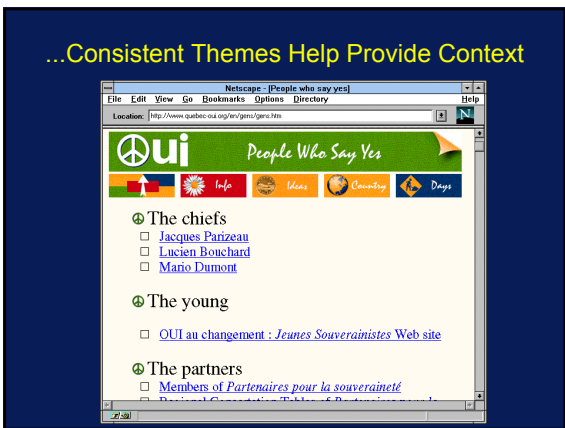 ...Consistent Themes Help Provide Context
Netscape - [People who say yes]
File Edit View Go Bookmarks Options Directory Help
Location: http://www.quebec-oui.org/en/gens/gens.htm
N
Oui People Who Say Yes
Info Ideas Country Days
The chiefs
Jacques Parizeau
Lucien Bouchard
Mario Dumont
The young
OUI au changement : Jeunes Souverainistes Web site
The partners
Members of Partenaires pour la souveraineté